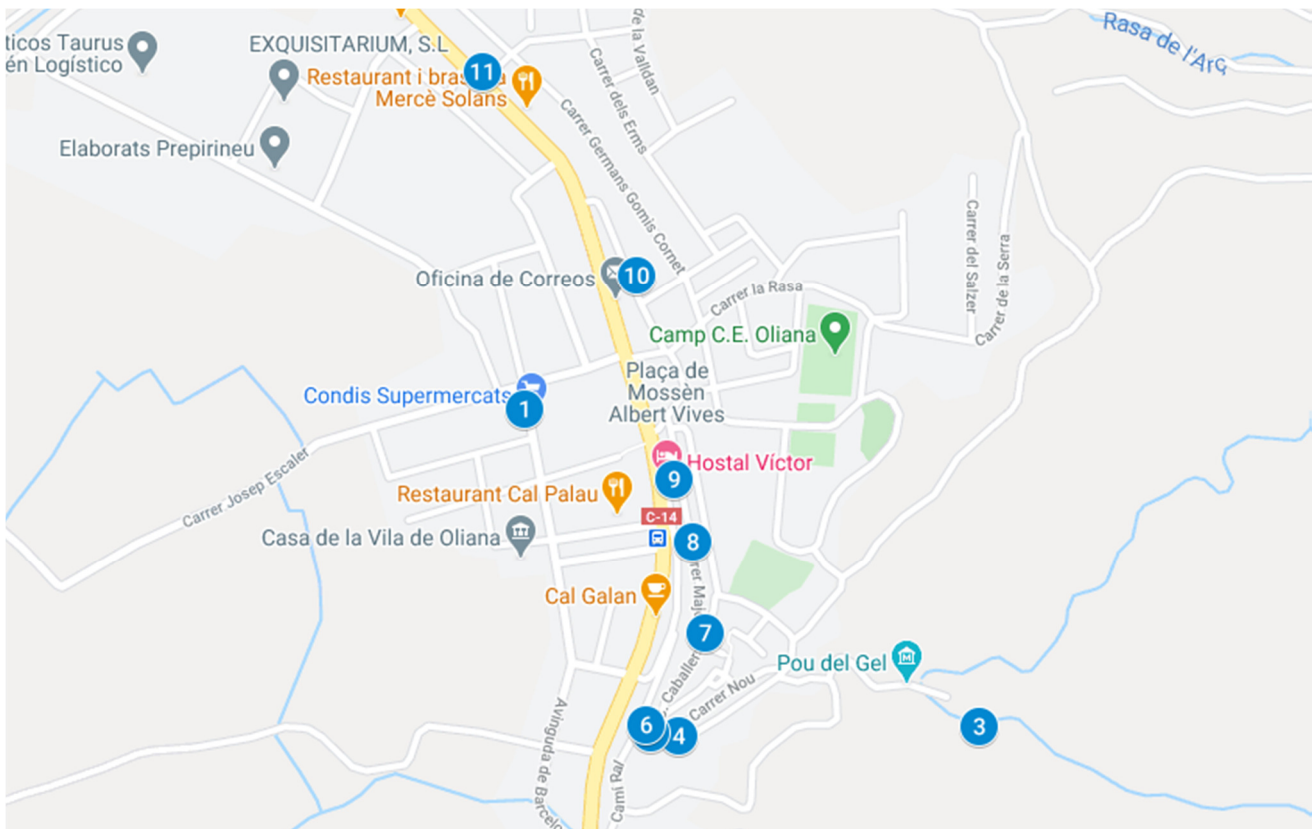 ticos Taurus
én Logístico
EXQUISITARIUM, S.L
Restaurant i
Mercè Solans
11
Elaborats Prepirineu
Carrer dels Erms
de la Valldan
Carrer Germans Gomis Cornet
Rasa de l'Arç
Carrer del Salzer
Carrer de la Serra
Oficina de Correos
10
Carrer la Rasa
Camp C.E. Oliana
Plaça de
Mossèn
Albert Vives
Condis Supermercats
1
Carrer Josep Escaler
Hostal Víctor
9
Restaurant Cal Palau
C-14
Casa de la Vila de Oliana
8
Cal Galan
7
Pou del Gel
Carrer Nou
6
4
3
Avinguda de Barcelo
Camí Ral